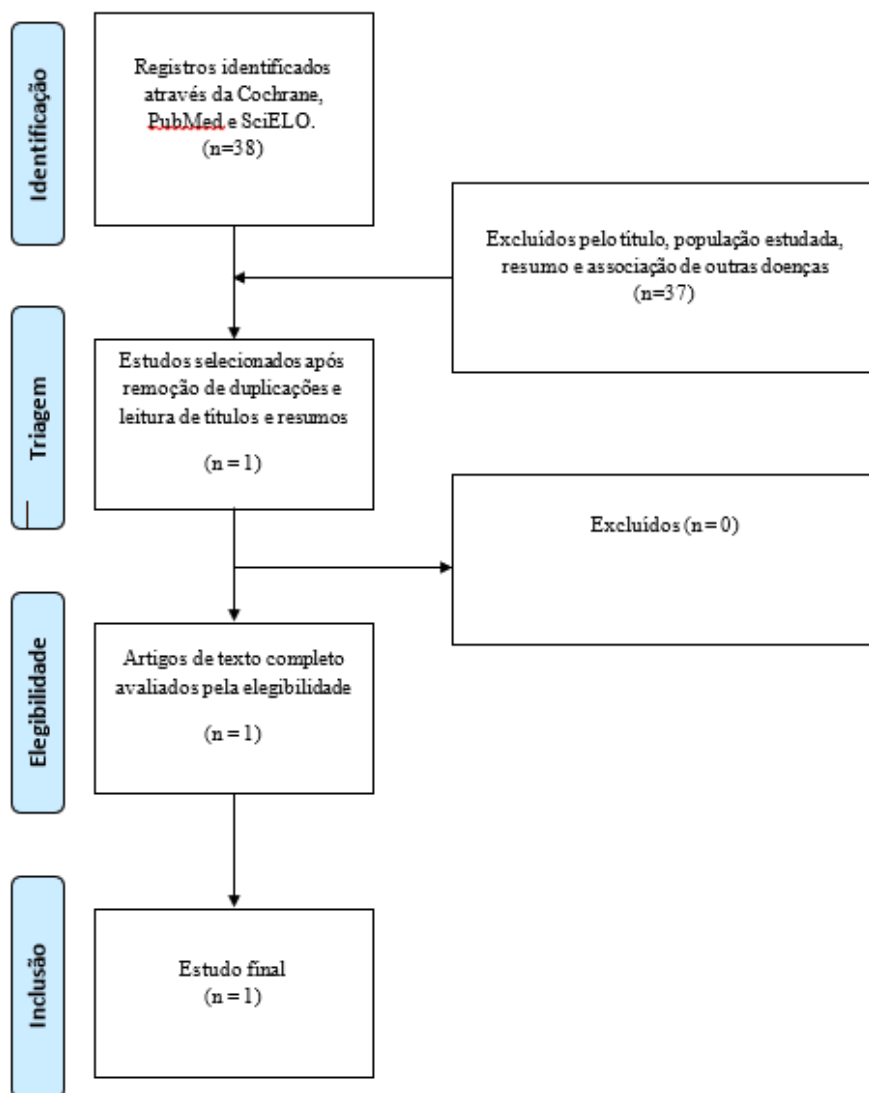 Identificação
Registros identificados
através da Cochrane,
PubMed e SciELO.
(n=38)
Excluídos pelo título, população estudada,
resumo e associação de outras doenças
(n=37)
Triagem
Estudos selecionados após
remoção de duplicações e
leitura de títulos e resumos
(n = 1)
Excluídos (n= 0)
Elegibilidade
Artigos de texto completo
avaliados pela elegibilidade
(n = 1)
Inclusão
Estudo final
(n = 1)